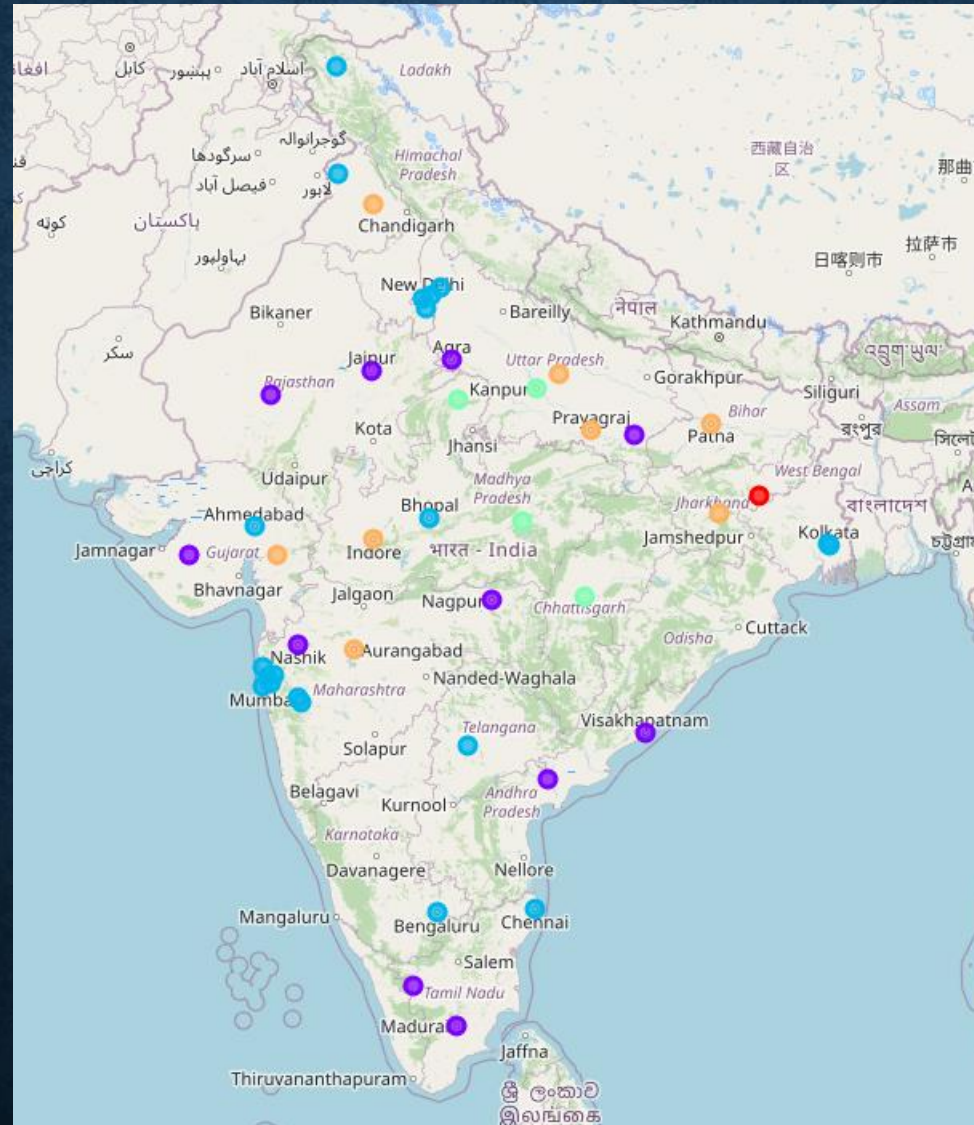 Ladakh
کابل
پېښور
اسلام آباد
گوجرانوالہ
سرگودھا
Himachal
Pradesh
西藏自治
区
那曲
فیصل آباد
لاہور
کوټه
پاکستان
Chandigarh
拉萨市
日喀则市
بہاولپور
New Delhi
Bikaner
Bareilly
नेपाल
Kathmandu
سکر
Agra
Jaipur
Uttar Pradesh
Rajasthan
Kanpur
Gorakhpur
Siliguri
Assam
Kota
Prayagraj
Bihar
Jhansi
Patna
রংপুর
کراچی
Udaipur
Madhya
Pradesh
West Bengal
Bhopal
Jharkhand
বাংলাদেশ
Ahmedabad
Jamnagar
Gujarat
Indore
भारत - India
Jamshedpur
Kolkata
Bhavnagar
Jalgaon
Nagpur
Chhattisgarh
Cuttack
Odisha
Nashik
Aurangabad
Nanded-Waghala
Maharashtra
Mumba
Visakhapatnam
Telangana
Solapur
Belagavi
Kurnool
Andhra
Pradesh
Karnataka
Davanagere
Nellore
Mangaluru
Bengaluru
Chennai
Salem
Tamil Nadu
Madurai
Jaffna
Thiruvananthapuram
ශ්‍රී ලංකාව
இலங்கை